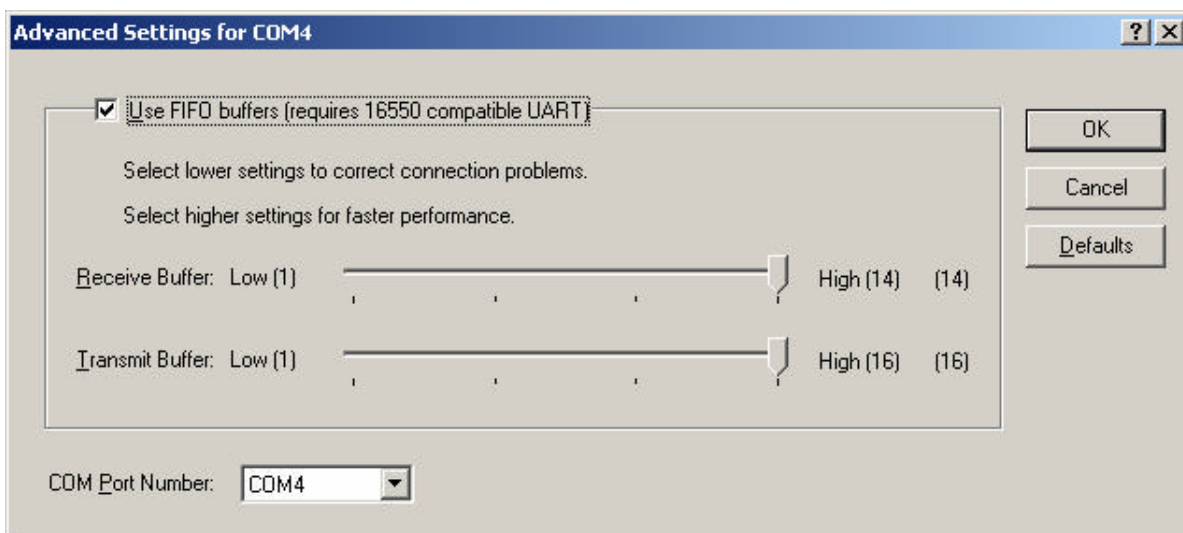 Advanced Settings for COM4
Use FIFO buffers (requires 16550 compatible UART)
OK
Select lower settings to correct connection problems.
Cancel
Select higher settings for faster performance.
Defaults
Receive Buffer: Low (1) High (14) (14)
Transmit Buffer: Low (1) High (16) (16)
COM Port Number: COM4